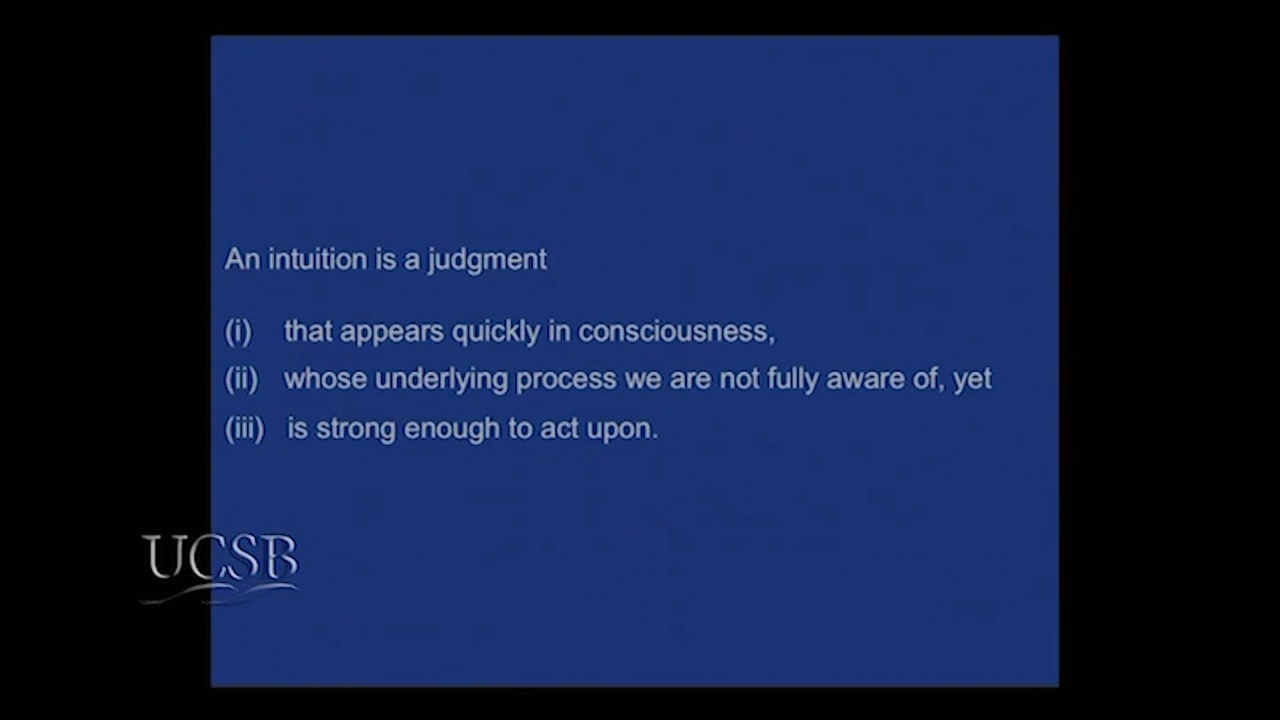 An intuition is a judgment
(i) that appears quickly in consciousness,
(ii) whose underlying process we are not fully aware of, yet
(iii) is strong enough to act upon.
UCSB